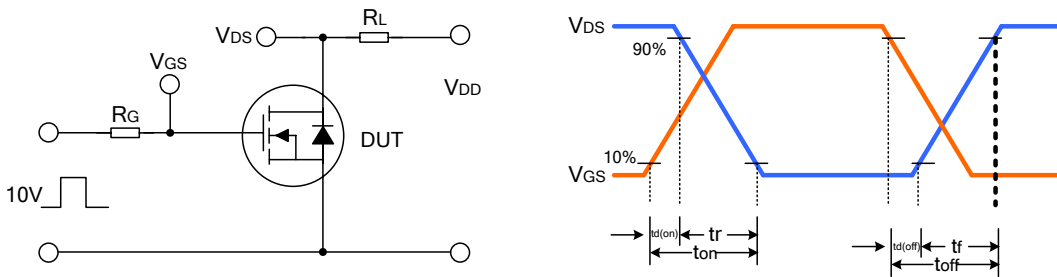 VDS
RL
VGS
VDD
RG
DUT
10V
VDS
90%
10%
VGS
td(on)
tr
ton
td(off)
tf
toff